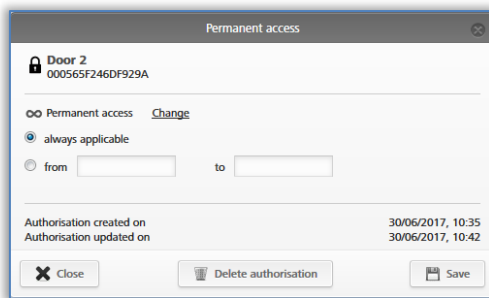 Permanent access
Door 2
000565F246DF929A
Permanent access Change
always applicable
from to
Authorisation created on 30/06/2017, 10:35
Authorisation updated on 30/06/2017, 10:42
Close Delete authorisation Save